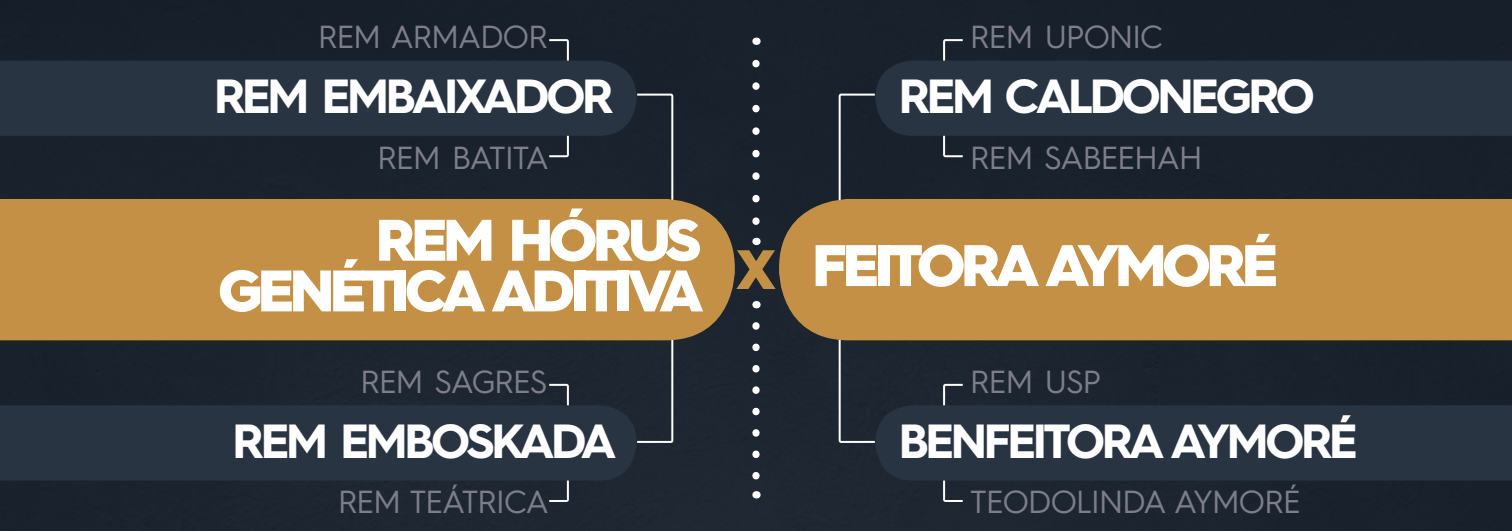 REM ARMADOR
REM EMBAIXADOR
REM BATITA
REM HÓRUS
GENÉTICA ADITIVA
REM SAGRES
REM EMBOSKADA
REM TEÁTRICA
X
REM UPONIC
REM CALDONEGRO
REM SABEEHAH
FEITORA AYMORÉ
REM USP
BENFEITORA AYMORÉ
TEODOLINDA AYMORÉ